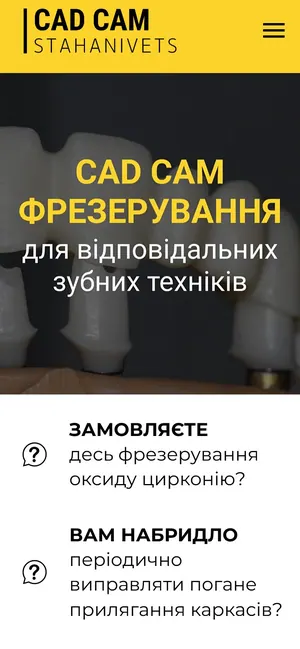 CAD CAM
STAHANIVETS
CAD CAM
ФРЕЗЕРУВАННЯ
для відповідальних
зубних техніків
ЗАМОВЛЯЄТЕ
десь фрезерування
оксиду цирконію?
ВАМ НАБРИДЛО
періодично
виправляти погане
прилягання каркасів?